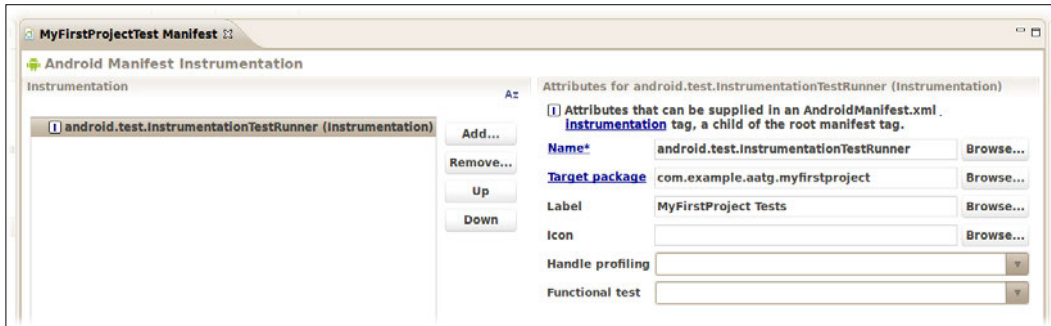 MyFirstProjectTest Manifest
Android Manifest Instrumentation
Instrumentation
Az
I android.test.InstrumentationTestRunner (Instrumentation)
Add...
Remove...
Up
Down
Attributes for android.test.InstrumentationTestRunner (Instrumentation)
I Attributes that can be supplied in an AndroidManifest.xml
instrumentation tag, a child of the root manifest tag.
Name* android.test.InstrumentationTestRunner Browse...
Target package com.example.aatg.myfirstproject Browse...
Label MyFirstProject Tests Browse...
Icon Browse...
Handle profiling
Functional test